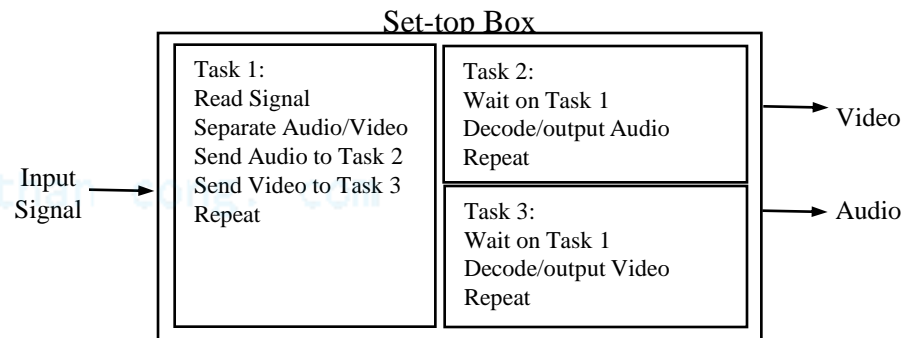 Set-top Box
Task 1:
Read Signal
Separate Audio/Video
Send Audio to Task 2
Send Video to Task 3
Repeat
Task 2:
Wait on Task 1
Decode/output Audio
Repeat
Task 3:
Wait on Task 1
Decode/output Video
Repeat
Input
Signal
Video
Audio